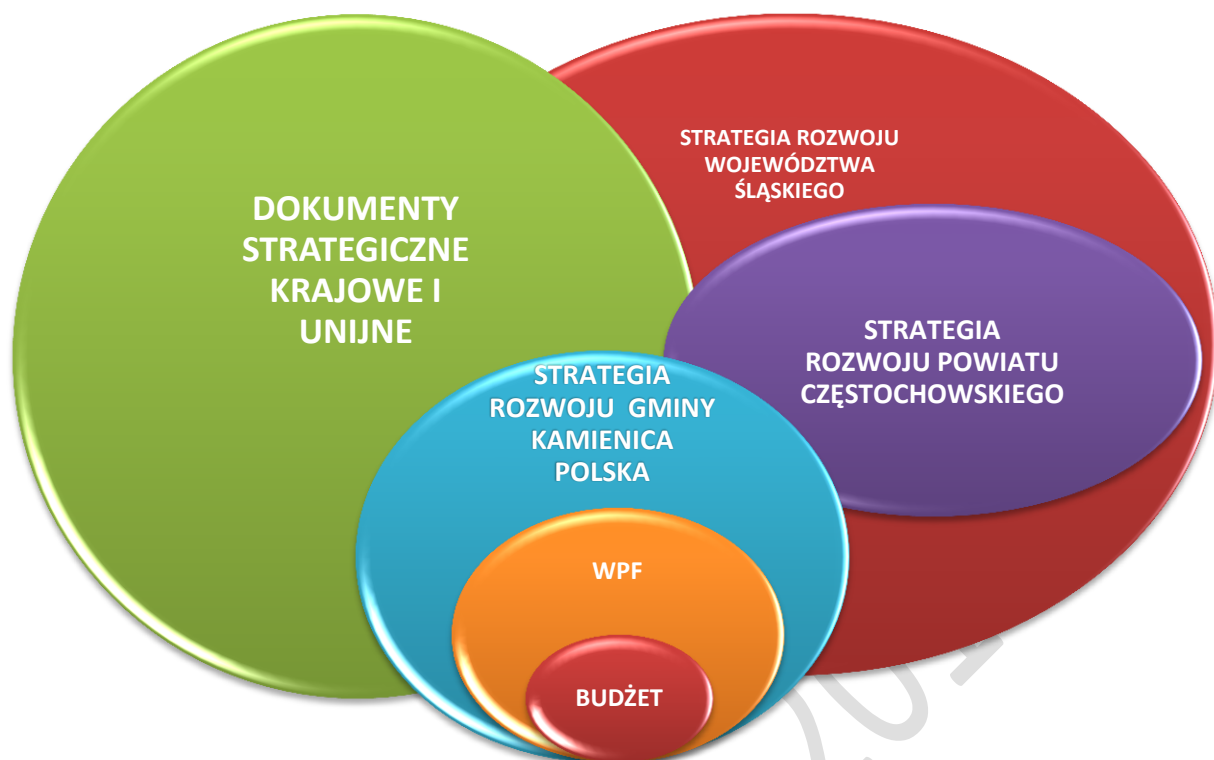 STRATEGIA ROZWOJU
WOJEWÓDZTWA
ŚLĄSKIEGO
DOKUMENTY
STRATEGICZNE
KRAJOWE I
UNIJNE
STRATEGIA
ROZWOJU POWIATU
CZĘSTOCHOWSKIEGO
STRATEGIA
ROZWOJU GMINY
KAMIENICA
POLSKA
WPF
BUDŻET